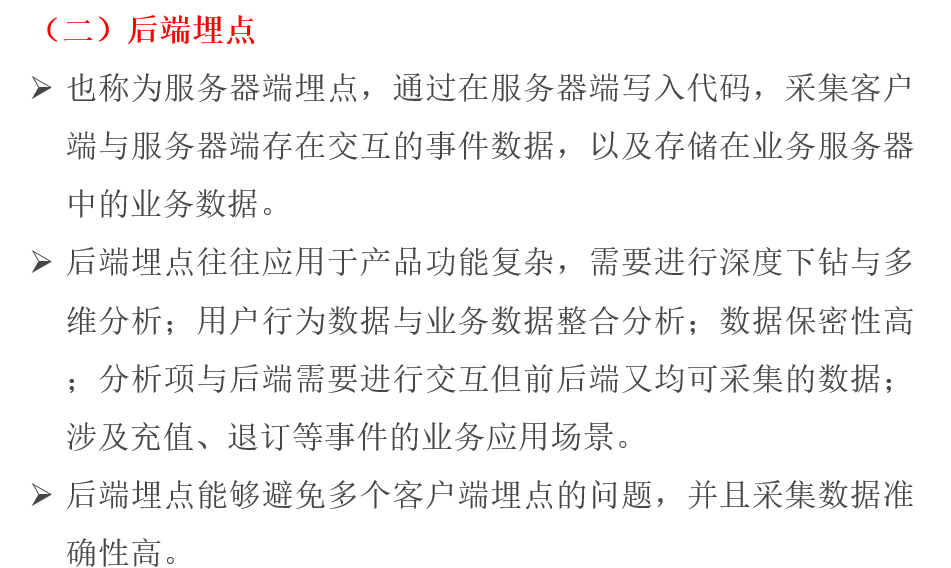 （二）后端埋点
➢ 也称为服务器端埋点，通过在服务器端写入代码，采集客户
端与服务器端存在交互的事件数据，以及存储在业务服务器
中的业务数据。
➢ 后端埋点往往应用于产品功能复杂，需要进行深度下钻与多
维分析；用户行为数据与业务数据整合分析；数据保密性高
；分析项与后端需要进行交互但前后端又均可采集的数据；
涉及充值、退订等事件的业务应用场景。
➢ 后端埋点能够避免多个客户端埋点的问题，并且采集数据准
确性高。